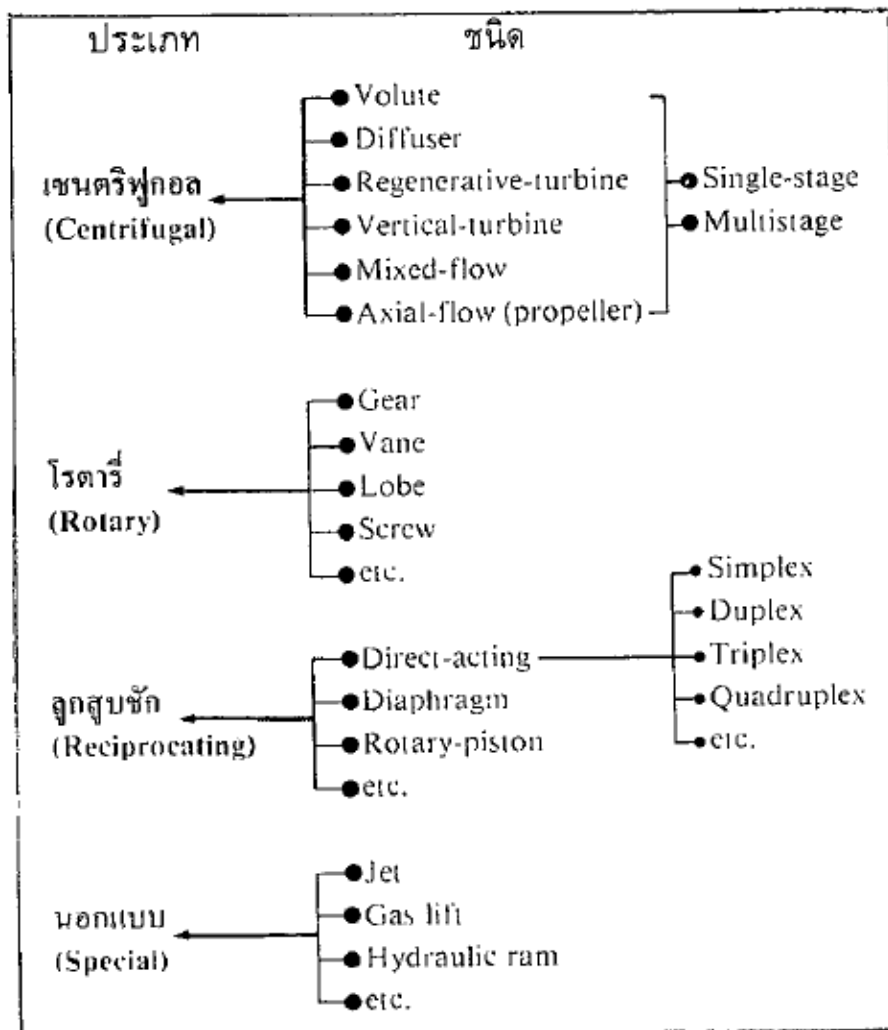 ประเภท ชนิด
Volute
Diffuser
Regenerative-turbine
Vertical-turbine
Mixed-flow
Axial-flow (propeller)
เซนตริฟูกอล
(Centrifugal)
Single-stage
Multistage
Gear
Vane
Lobe
Screw
etc.
โรตารี่
(Rotary)
Direct-acting
Diaphragm
Rotary-piston
etc.
ลูกสูบชัก
(Reciprocating)
Simplex
Duplex
Triplex
Quadruplex
etc.
Jet
Gas lift
Hydraulic ram
etc.
นอกแบบ
(Special)